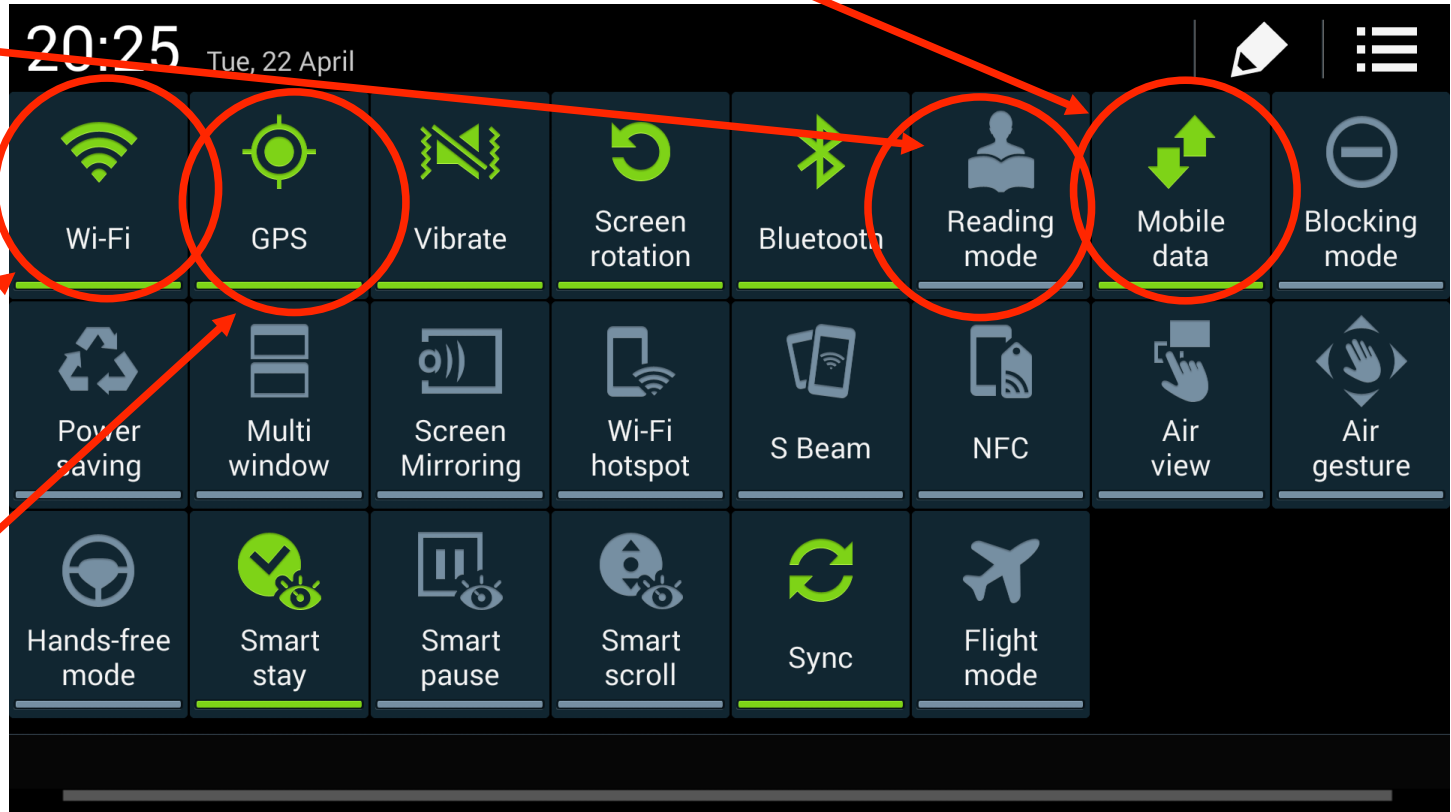 20:25 Tue, 22 April
Wi-Fi GPS Vibrate Screen rotation Bluetooth Reading mode Mobile data Blocking mode
Power saving Multi window Screen Mirroring Wi-Fi hotspot S Beam NFC Air view Air gesture
Hands-free mode Smart stay Smart pause Smart scroll Sync Flight mode